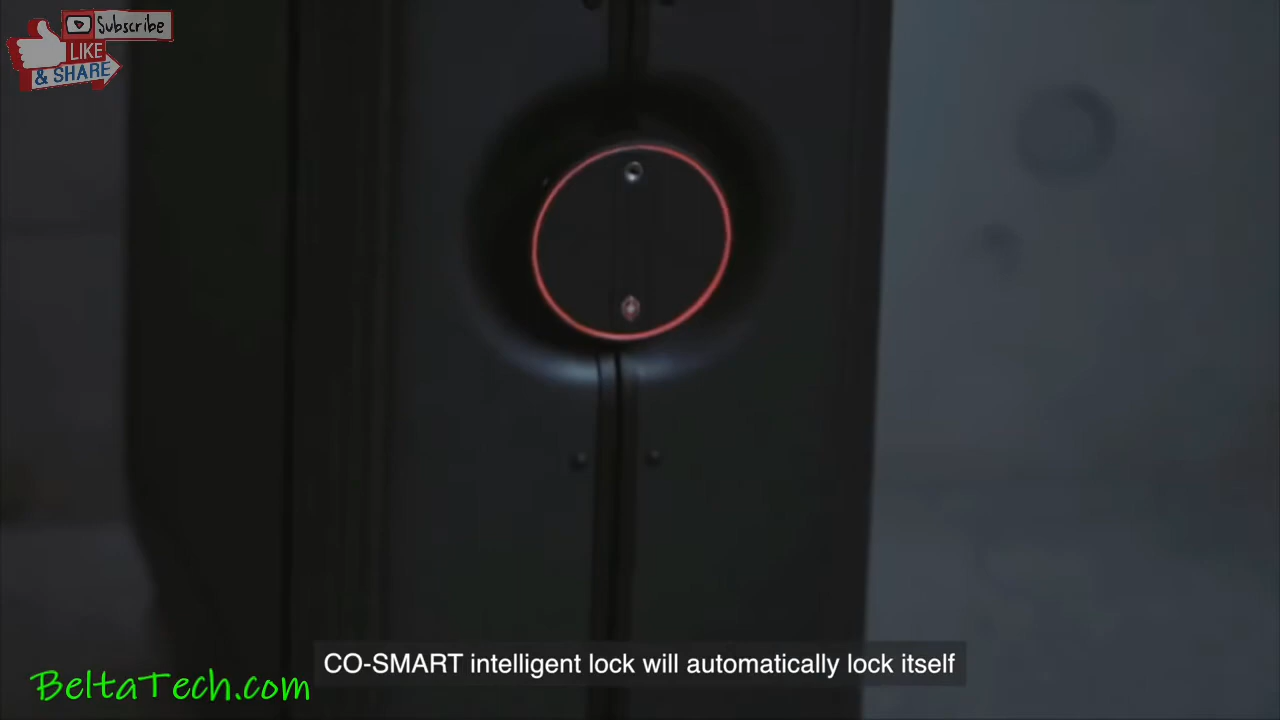 Subscribe
LIKE
& SHARE
CO-SMART intelligent lock will automatically lock itself
BeltaTech.com